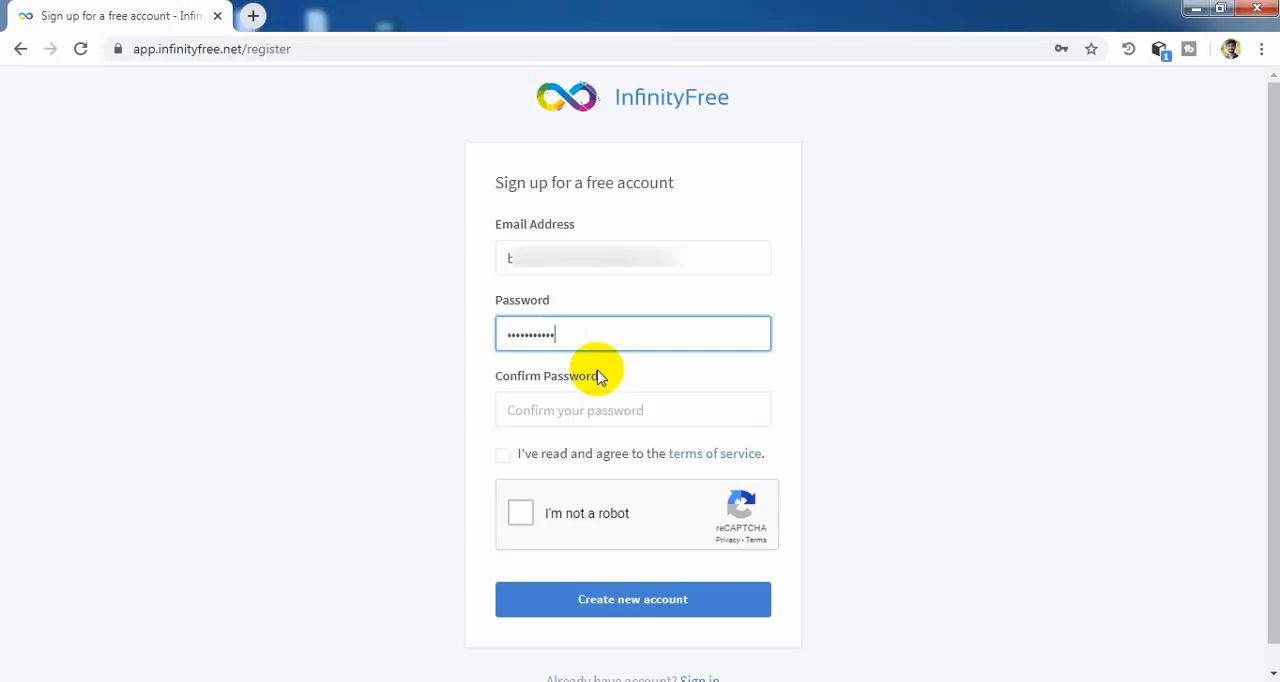 Sign up for a free account - Infin
app.infinityfree.net/register
1
tb
InfinityFree
Sign up for a free account
Email Address
b
Password
•••••••••••
Confirm Password
Confirm your password
I've read and agree to the terms of service.
I'm not a robot
reCAPTCHA
Privacy - Terms
Create new account
Already have account? Sign in